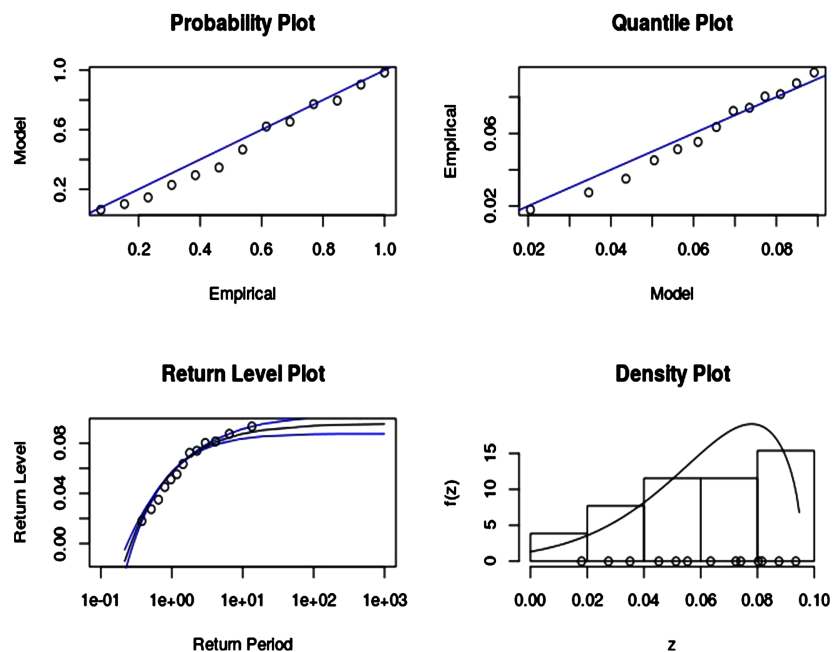 Probability Plot
Model
0.2 0.6 1.0
0.2 0.4 0.6 0.8 1.0
Empirical
Quantile Plot
Empirical
0.02 0.06
0.02 0.04 0.06 0.08
Model
Return Level Plot
Return Level
0.00 0.04 0.08
1e-01 1e+00 1e+01 1e+02 1e+03
Return Period
Density Plot
f(z)
0 5 10 15
0.00 0.02 0.04 0.06 0.08 0.10
z